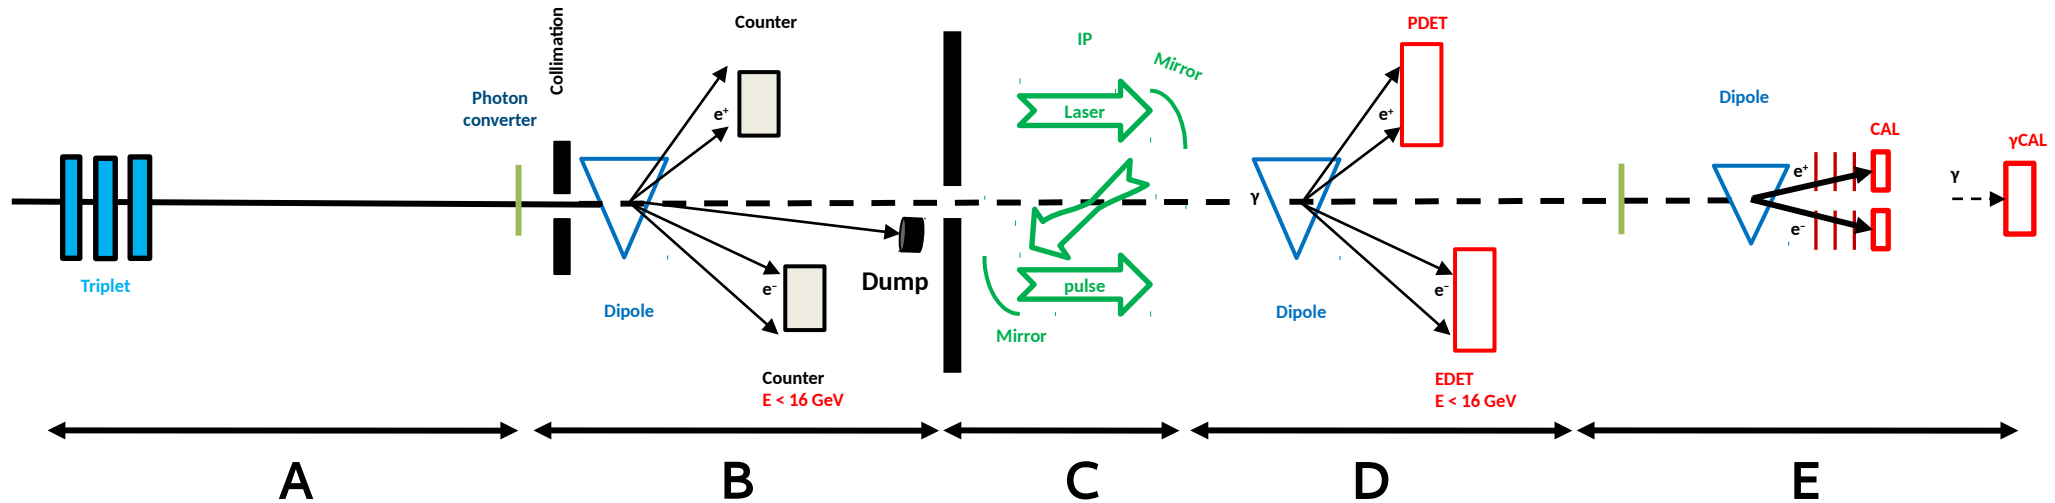 Collimation
Counter
PDET
IP
Mirror
Photon
converter
Dipole
Laser
e⁺
e⁺
CAL
γCAL
e⁺
γ
γ
e⁻
Triplet
Dipole
e⁻
Dump
pulse
Dipole
e⁻
Mirror
Counter
E < 16 GeV
EDET
E < 16 GeV
A
B
C
D
E